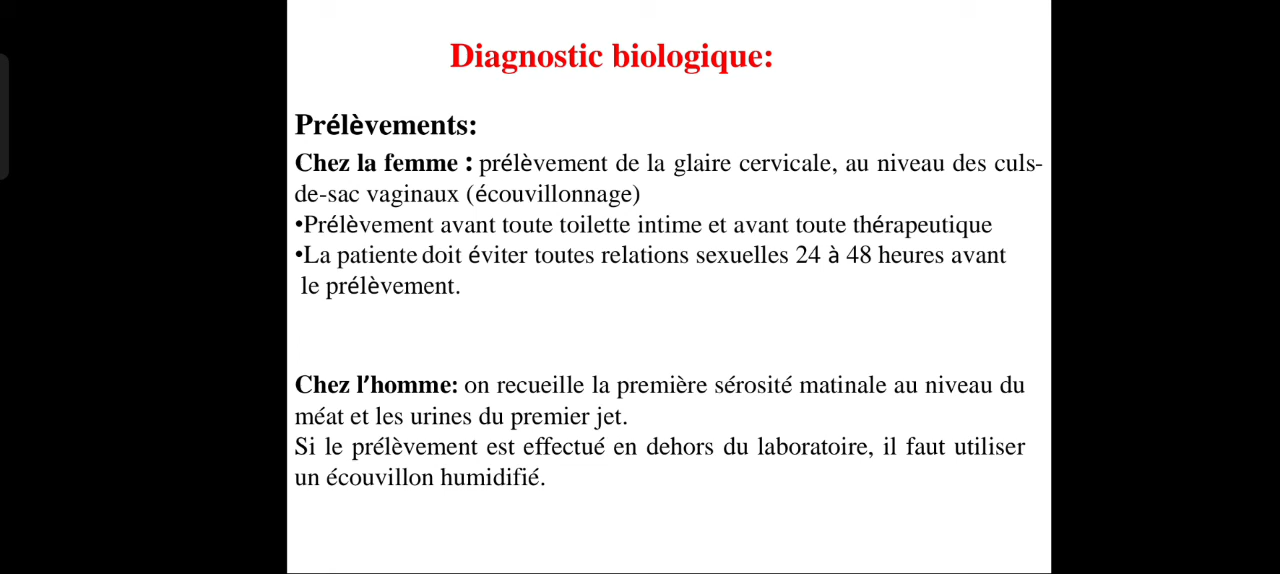 Diagnostic biologique:
Prélèvements:
Chez la femme : prélèvement de la glaire cervicale, au niveau des culs-
de-sac vaginaux (écouvillonnage)
•Prélèvement avant toute toilette intime et avant toute thérapeutique
•La patiente doit éviter toutes relations sexuelles 24 à 48 heures avant
le prélèvement.
Chez l’homme: on recueille la première sérosité matinale au niveau du
méat et les urines du premier jet.
Si le prélèvement est effectué en dehors du laboratoire, il faut utiliser
un écouvillon humidifié.